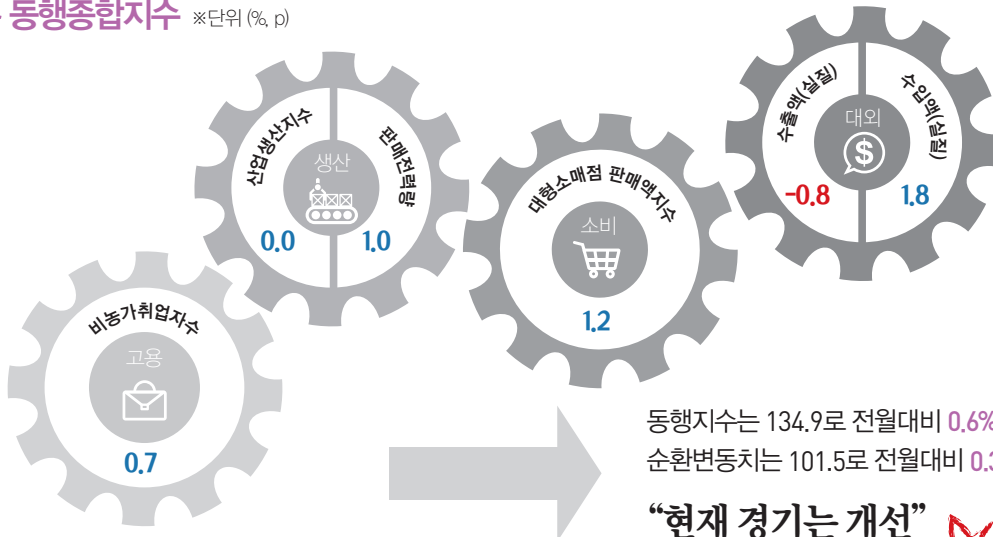 동행종합지수 ※단위 (%, p)
수출액(실질)
수입액(실질)
대외
$
-0.8
1.8
산업생산지수
판매전력량
생산
0.0
1.0
대형소매점 판매액지수
소비
1.2
비농가취업자수
고용
0.7
동행지수는 134.9로 전월대비 0.6%
순환변동치는 101.5로 전월대비 0.3
“현재 경기는 개선”